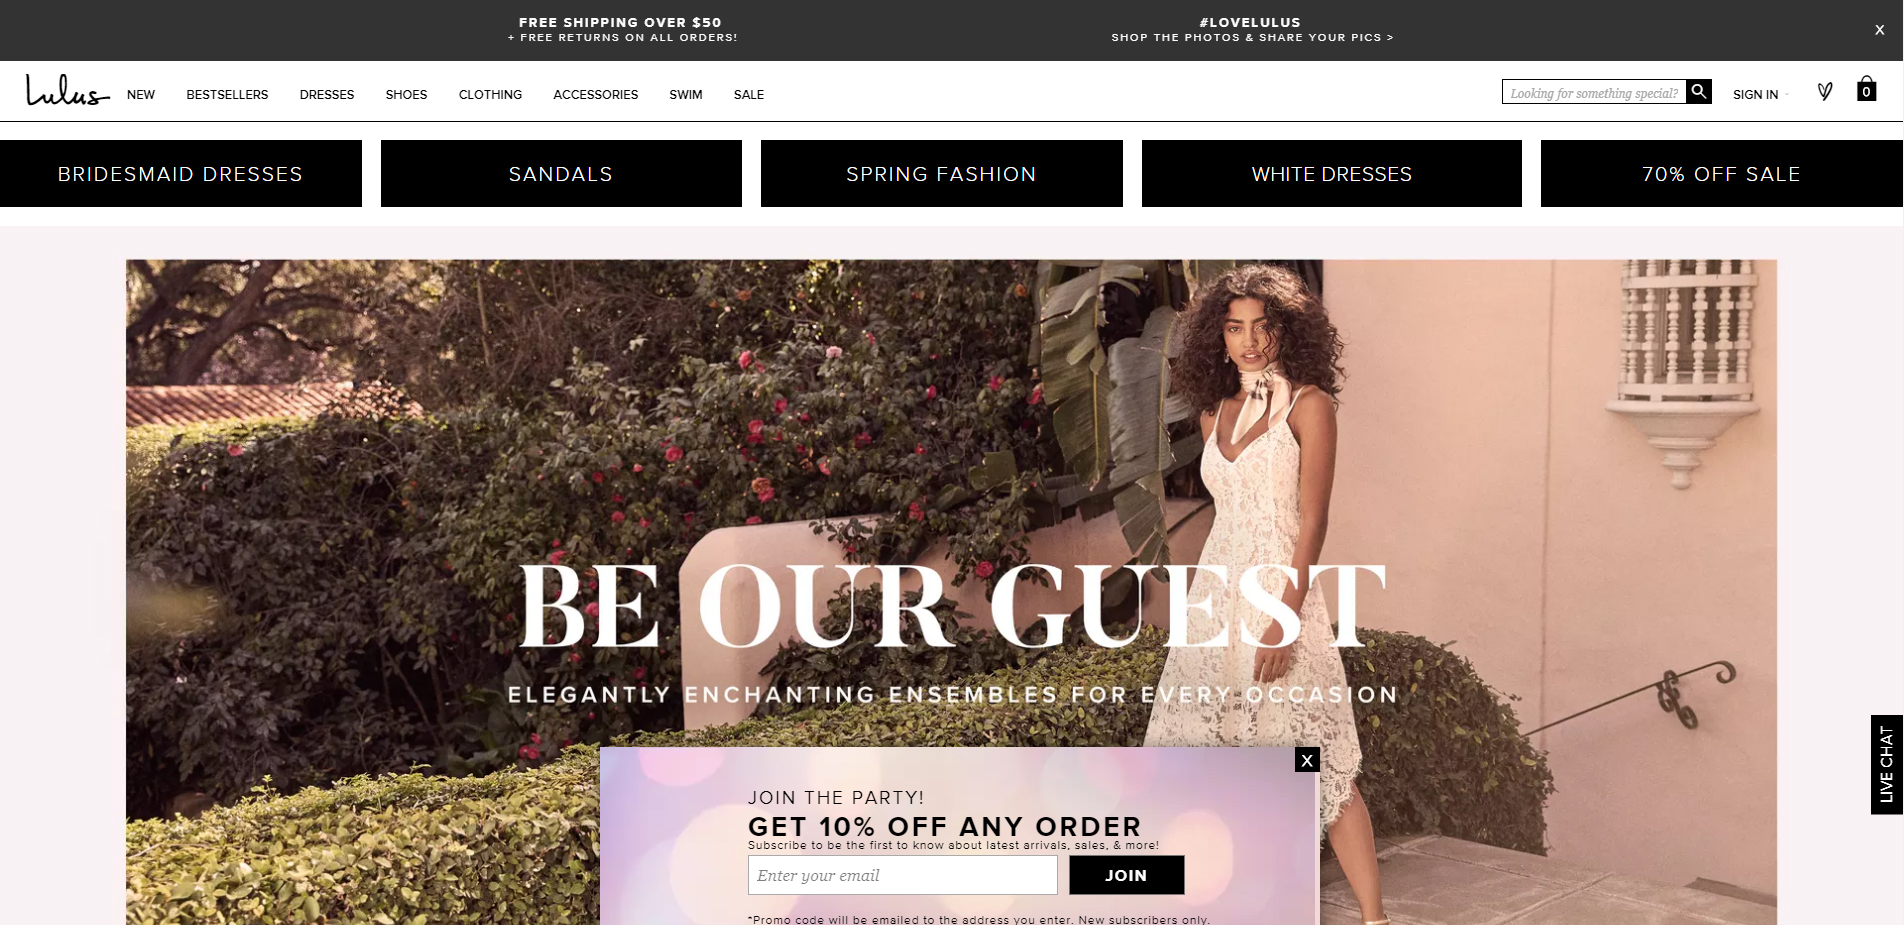 FREE SHIPPING OVER $50
+ FREE RETURNS ON ALL ORDERS!
#LOVELULUS
SHOP THE PHOTOS & SHARE YOUR PICS >
X
Lulus
NEW BESTSELLERS DRESSES SHOES CLOTHING ACCESSORIES SWIM SALE
Looking for something special?
SIGN IN
0
BRIDESMAID DRESSES
SANDALS
SPRING FASHION
WHITE DRESSES
70% OFF SALE
BE OUR GUEST
ELEGANTLY ENCHANTING ENSEMBLES FOR EVERY OCCASION
LIVE CHAT
X
JOIN THE PARTY!
GET 10% OFF ANY ORDER
Subscribe to be the first to know about latest arrivals, sales, & more!
Enter your email
JOIN
*Promo code will be emailed to the address you enter. New subscribers only.